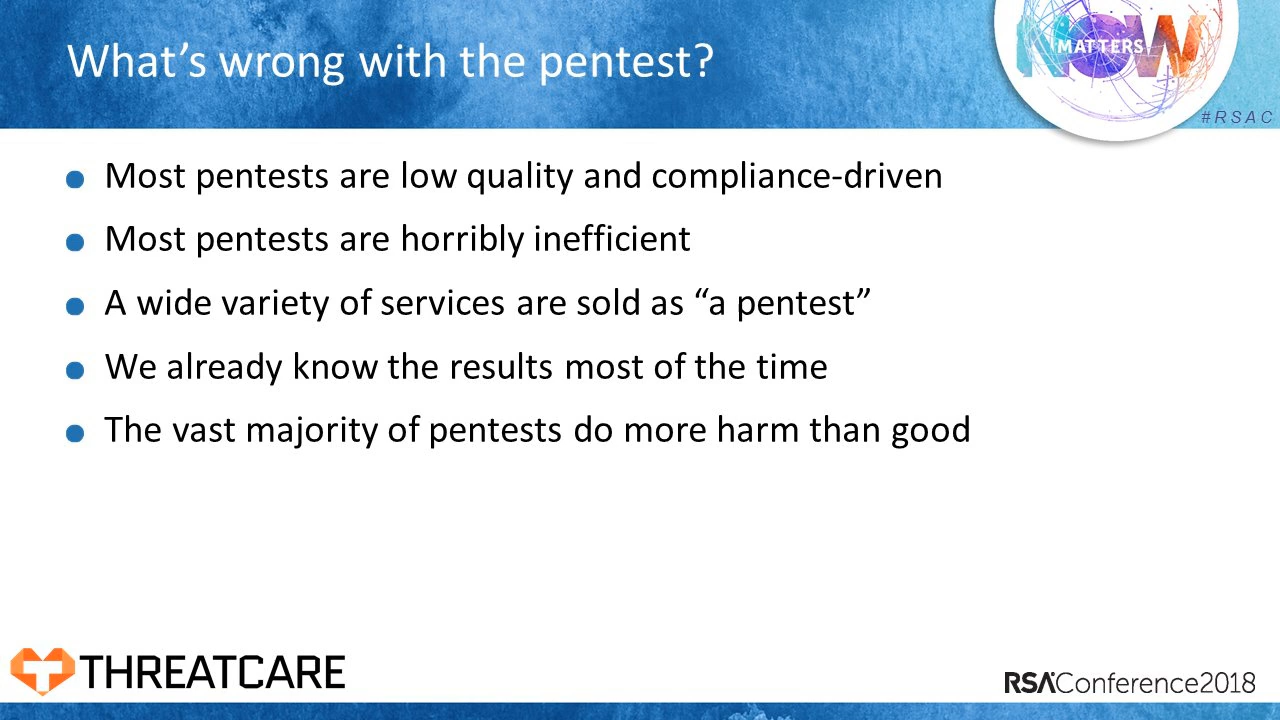 What’s wrong with the pentest?
NOW
MATTERS
#RSAC
Most pentests are low quality and compliance-driven
Most pentests are horribly inefficient
A wide variety of services are sold as “a pentest”
We already know the results most of the time
The vast majority of pentests do more harm than good
THREATCARE
RSAConference2018